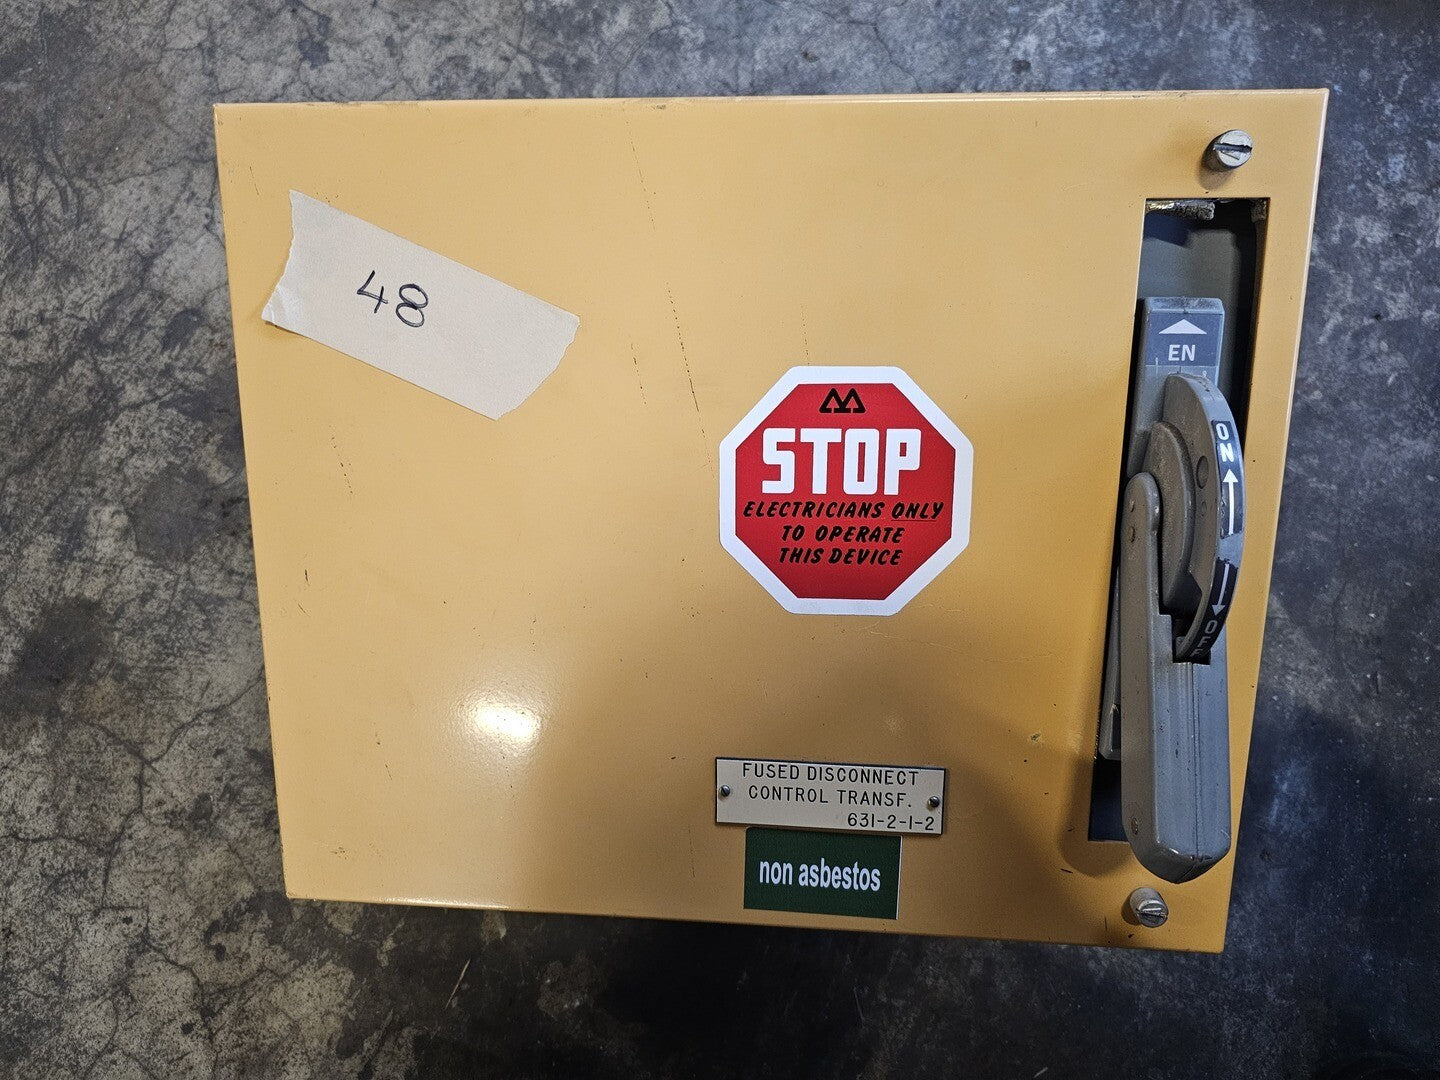 48
EN
ON
OFF
STOP
ELECTRICIANS ONLY
TO OPERATE
THIS DEVICE
FUSED DISCONNECT
CONTROL TRANSF.
631-2-1-2
non asbestos